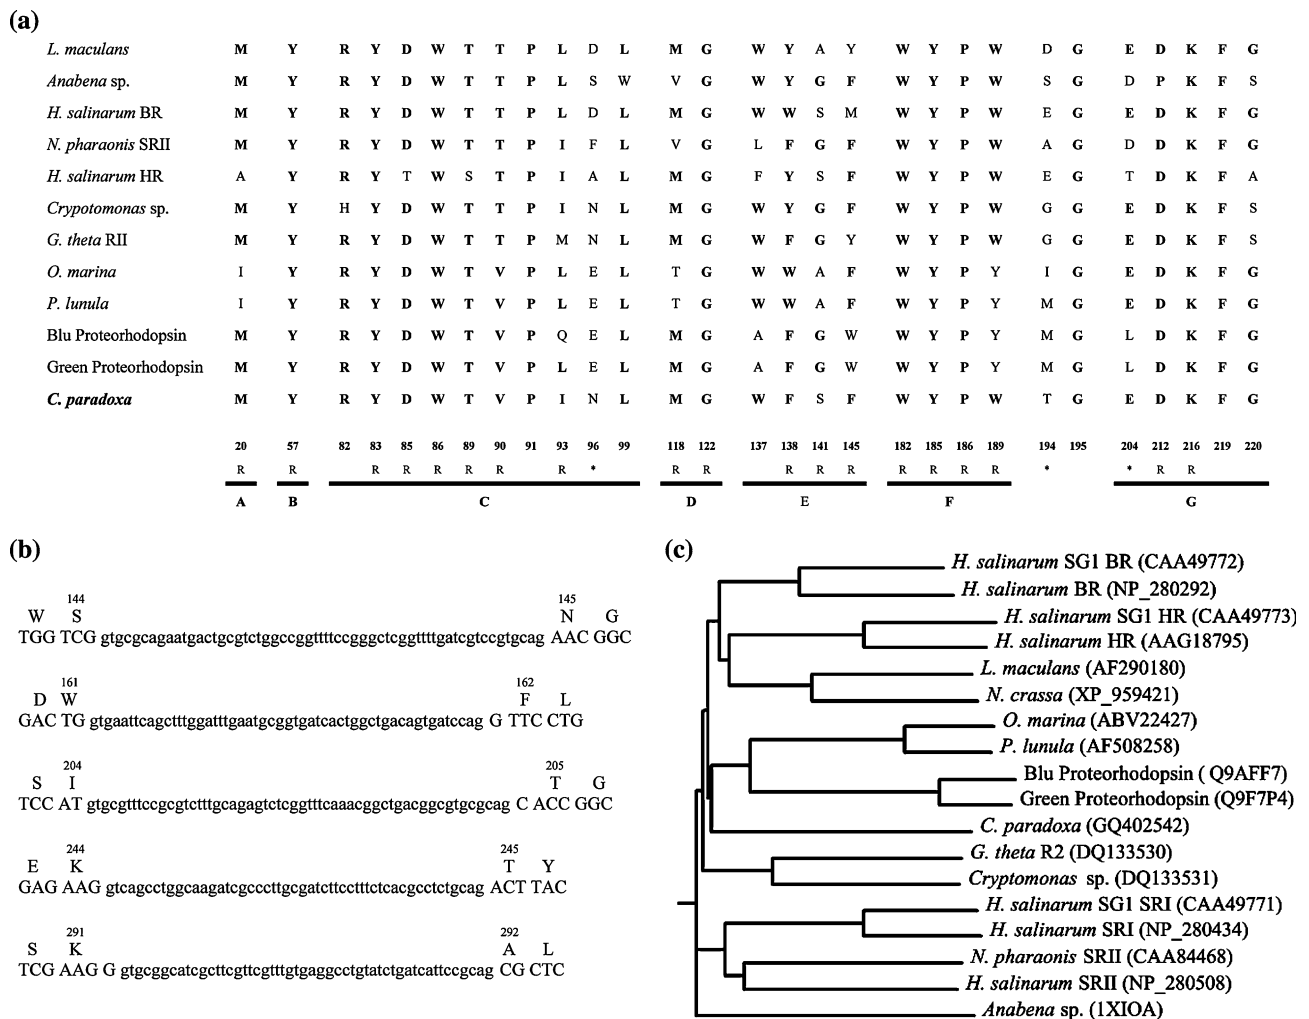 (a)
L. maculans M Y R Y D W T T P L D L M G W Y A Y W Y P W D G E D K F G
Anabena sp. M Y R Y D W T T P L S W V G W Y G F W Y P W S G D P K F S
H. salinarum BR M Y R Y D W T T P L D L M G W W S M W Y P W E G E D K F G
N. pharaonis SRII M Y R Y D W T T P I F L V G L F G F W Y P W A G D D K F G
H. salinarum HR A Y R Y T W S T P I A L M G F Y S F W Y P W E G T D K F A
Crypotomonas sp. M Y H Y D W T T P I N L M G W Y G F W Y P W G G E D K F S
G. theta RII M Y R Y D W T T P M N L M G W F G Y W Y P W G G E D K F S
O. marina I Y R Y D W T V P L E L T G W W A F W Y P Y I G E D K F G
P. lunula I Y R Y D W T V P L E L T G W W A F W Y P Y M G E D K F G
Blu Proteorhodopsin M Y R Y D W T V P Q E L M G A F G W W Y P Y M G L D K F G
Green Proteorhodopsin M Y R Y D W T V P L E L M G A F G W W Y P Y M G L D K F G
C. paradoxa M Y R Y D W T V P I N L M G W F S F W Y P W T G E D K F G
20 57 82 83 85 86 89 90 91 93 96 99 118 122 137 138 141 145 182 185 186 189 194 195 204 212 216 219 220
R R R R R R R R * R R R R R R R R R * * R R
A B C D E F G
(b)
144 145
W S N G
TGG TCG gtgcgcagaatgactgcgtctggccggttttccgggctcggttttgatcgtccgtgcag AACG GGC
161 162
D W F L
GAC TG gtgaattcagctttggatttgaatgcggtgatcactggctgacagtgatccag G TTC CTG
204 205
S I T G
TCC AT gtgcgtttccgcgtctttgcagagtctcggtttcaaacggctgacggcgtgcgcag C ACC GGC
244 245
E K T Y
GAG AAG gtcagcctggcaagatcgcccttgcgatcttcctttctcacgcctctgcag ACT TAC
291 292
S K A L
TCG AAG G gtgcggcatcgcttcgttcgtttgtgaggcctgtatctgatcattccgcag CG CTC
(c)
H. salinarum SG1 BR (CAA49772)
H. salinarum BR (NP_280292)
H. salinarum SG1 HR (CAA49773)
H. salinarum HR (AAG18795)
L. maculans (AF290180)
N. crassa (XP_959421)
O. marina (ABV22427)
P. lunula (AF508258)
Blu Proteorhodopsin ( Q9AFF7)
Green Proteorhodopsin (Q9F7P4)
C. paradoxa (GQ402542)
G. theta R2 (DQ133530)
Cryptomonas sp. (DQ133531)
H. salinarum SG1 SRI (CAA49771)
H. salinarum SRI (NP_280434)
N. pharaonis SRII (CAA84468)
H. salinarum SRII (NP_280508)
Anabena sp. (1XIOA)